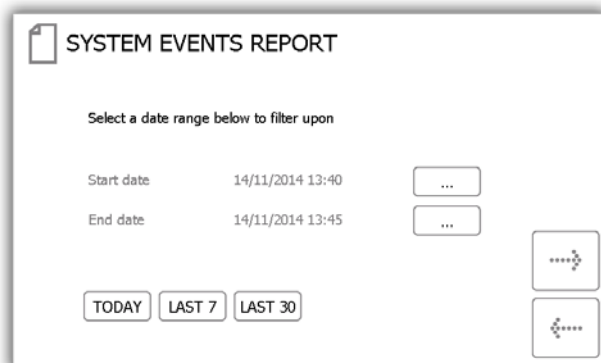 SYSTEM EVENTS REPORT
Select a date range below to filter upon
Start date 14/11/2014 13:40 ...
End date 14/11/2014 13:45 ...
TODAY LAST 7 LAST 30